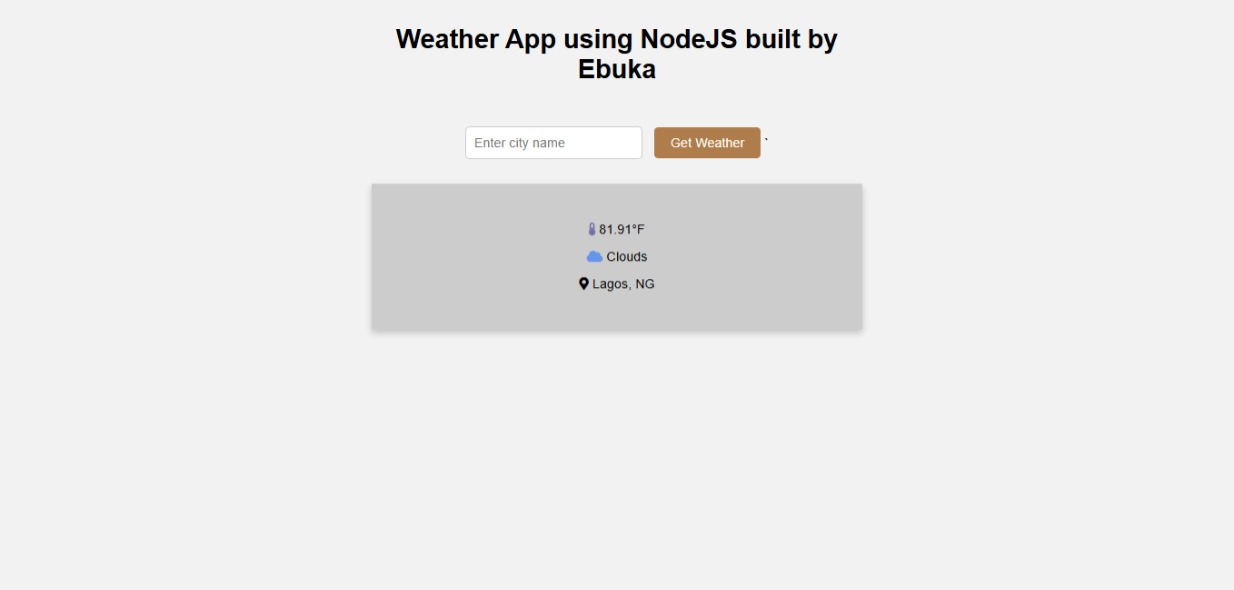 Weather App using NodeJS built by
Ebuka
Enter city name
Get Weather `
81.91°F
Clouds
Lagos, NG